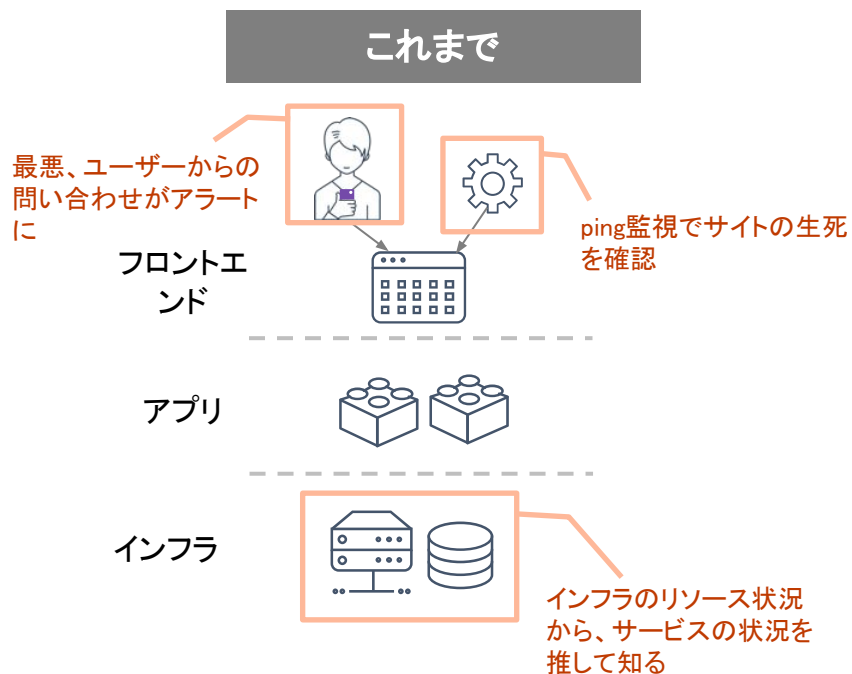 これまで
最悪、ユーザーからの
問い合わせがアラート
に
ping監視でサイトの生死
を確認
フロントエ
ンド
アプリ
インフラ
インフラのリソース状況
から、サービスの状況を
推して知る